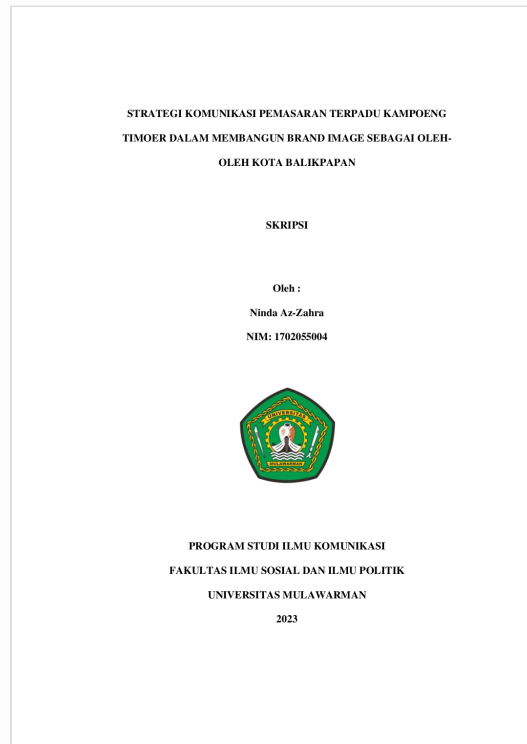 STRATEGI KOMUNIKASI PEMASARAN TERPADU KAMPOENG
TIMOER DALAM MEMBANGUN BRAND IMAGE SEBAGAI OLEH-
OLEH KOTA BALIKPAPAN
SKRIPSI
Oleh :
Ninda Az-Zahra
NIM: 1702055004
UNIVERSITAS
MULAWARMAN
PROGRAM STUDI ILMU KOMUNIKASI
FAKULTAS ILMU SOSIAL DAN ILMU POLITIK
UNIVERSITAS MULAWARMAN
2023